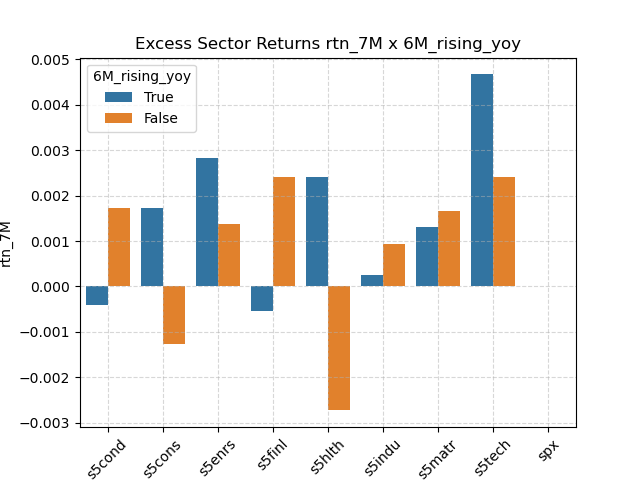 Excess Sector Returns rtn_7M x 6M_rising_yoy
6M_rising_yoy
True
False
rtn_7M
0.005
0.004
0.003
0.002
0.001
0.000
−0.001
−0.002
−0.003
s5cond
s5cons
s5enrs
s5finl
s5hlth
s5indu
s5matr
s5tech
spx